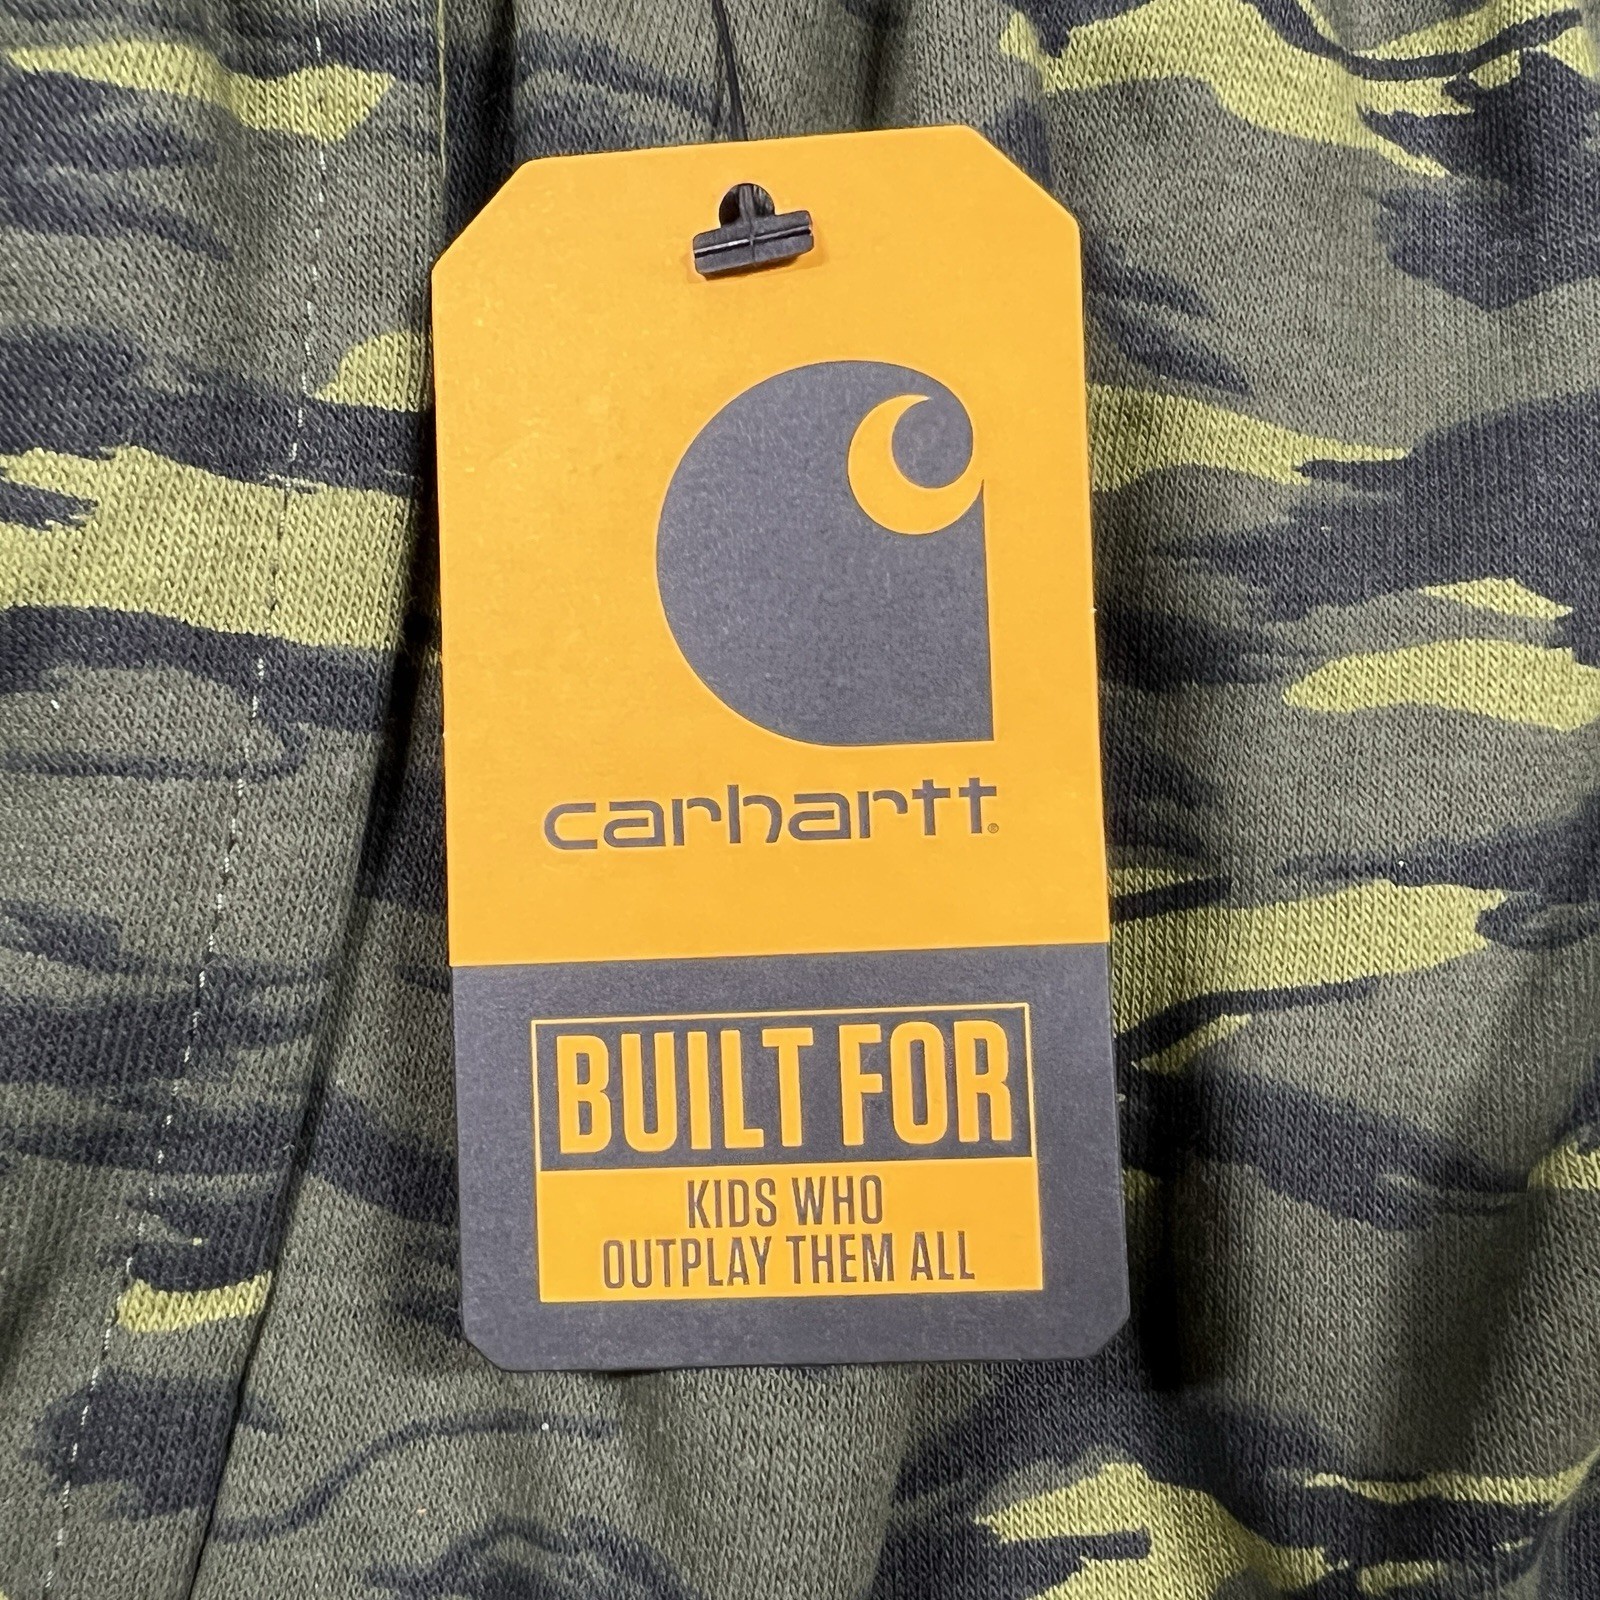 carhartt®
BUILT FOR
KIDS WHO
OUTPLAY THEM ALL